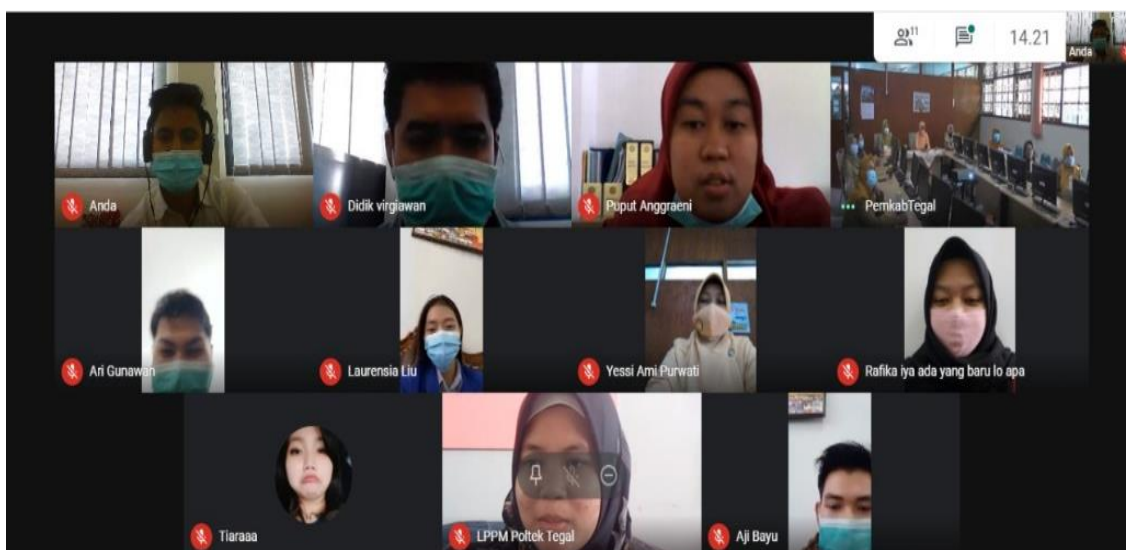 11 14.21
Anda
Anda Didik virgiawan Puput Anggraeni PemkabTegal
Ari Gunawan Laurensia Liu Yessi Ami Purwati Rafika iya ada yang baru lo apa
Tiaraaa LPPM Poltek Tegal Aji Bayu